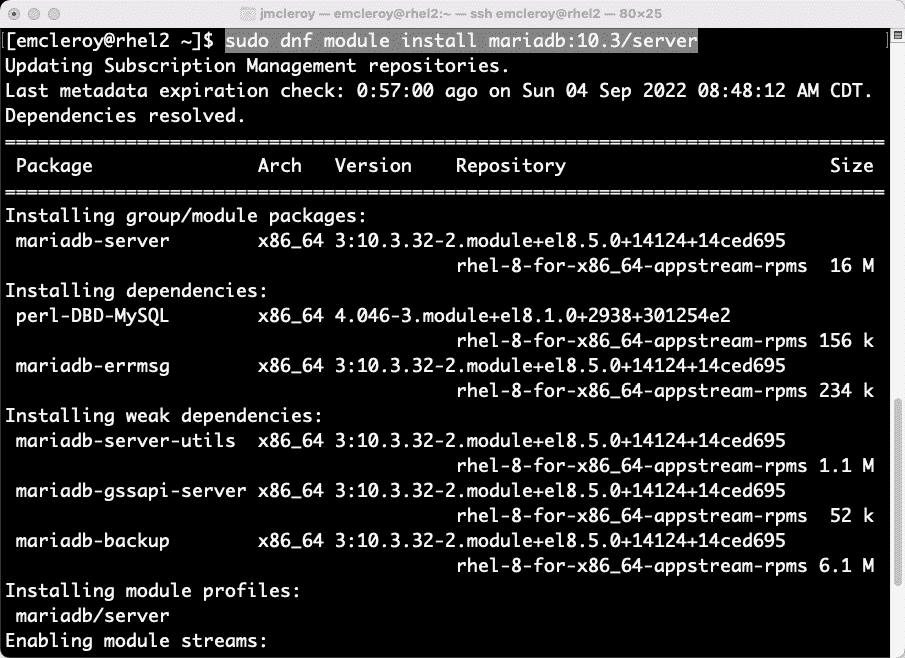 jmcleroy — emcleroy@rhel2:~ — ssh emcleroy@rhel2 — 80×25
[emcleroy@rhel2 ~]$ sudo dnf module install mariadb:10.3/server
Updating Subscription Management repositories.
Last metadata expiration check: 0:57:00 ago on Sun 04 Sep 2022 08:48:12 AM CDT.
Dependencies resolved.
================================================================================
Package Arch Version Repository Size
================================================================================
Installing group/module packages:
mariadb-server x86_64 3:10.3.32-2.module+el8.5.0+14124+14ced695
rhel-8-for-x86_64-appstream-rpms 16 M
Installing dependencies:
perl-DBD-MySQL x86_64 4.046-3.module+el8.1.0+2938+301254e2
rhel-8-for-x86_64-appstream-rpms 156 k
mariadb-errmsg x86_64 3:10.3.32-2.module+el8.5.0+14124+14ced695
rhel-8-for-x86_64-appstream-rpms 234 k
Installing weak dependencies:
mariadb-server-utils x86_64 3:10.3.32-2.module+el8.5.0+14124+14ced695
rhel-8-for-x86_64-appstream-rpms 1.1 M
mariadb-gssapi-server x86_64 3:10.3.32-2.module+el8.5.0+14124+14ced695
rhel-8-for-x86_64-appstream-rpms 52 k
mariadb-backup x86_64 3:10.3.32-2.module+el8.5.0+14124+14ced695
rhel-8-for-x86_64-appstream-rpms 6.1 M
Installing module profiles:
mariadb/server
Enabling module streams: